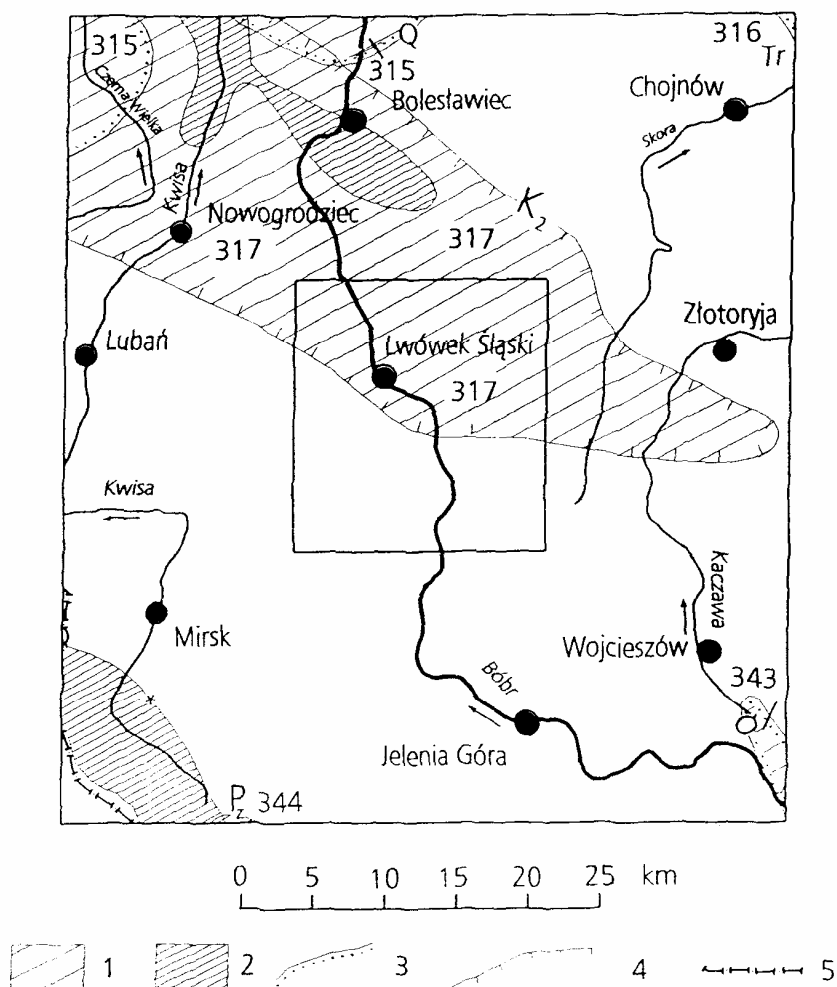 315
Czerna Wielka
Q
315
316
Tr
Bolesławiec
Chojnów
Skora
Kwisa
Nowogrodziec
K2
317
317
Złotoryja
Lubań
Lwówek Śląski
317
Kwisa
Kaczawa
Mirsk
Wojcieszów
343
Q
Bóbr
Jelenia Góra
Pz 344
0 5 10 15 20 25 km
1 2 3 4 5